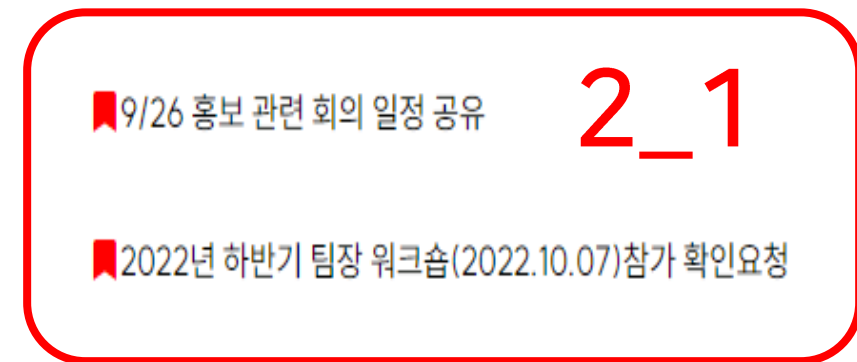 9/26 홍보 관련 회의 일정 공유
2_1
2022년 하반기 팀장 워크숍(2022.10.07)참가 확인요청